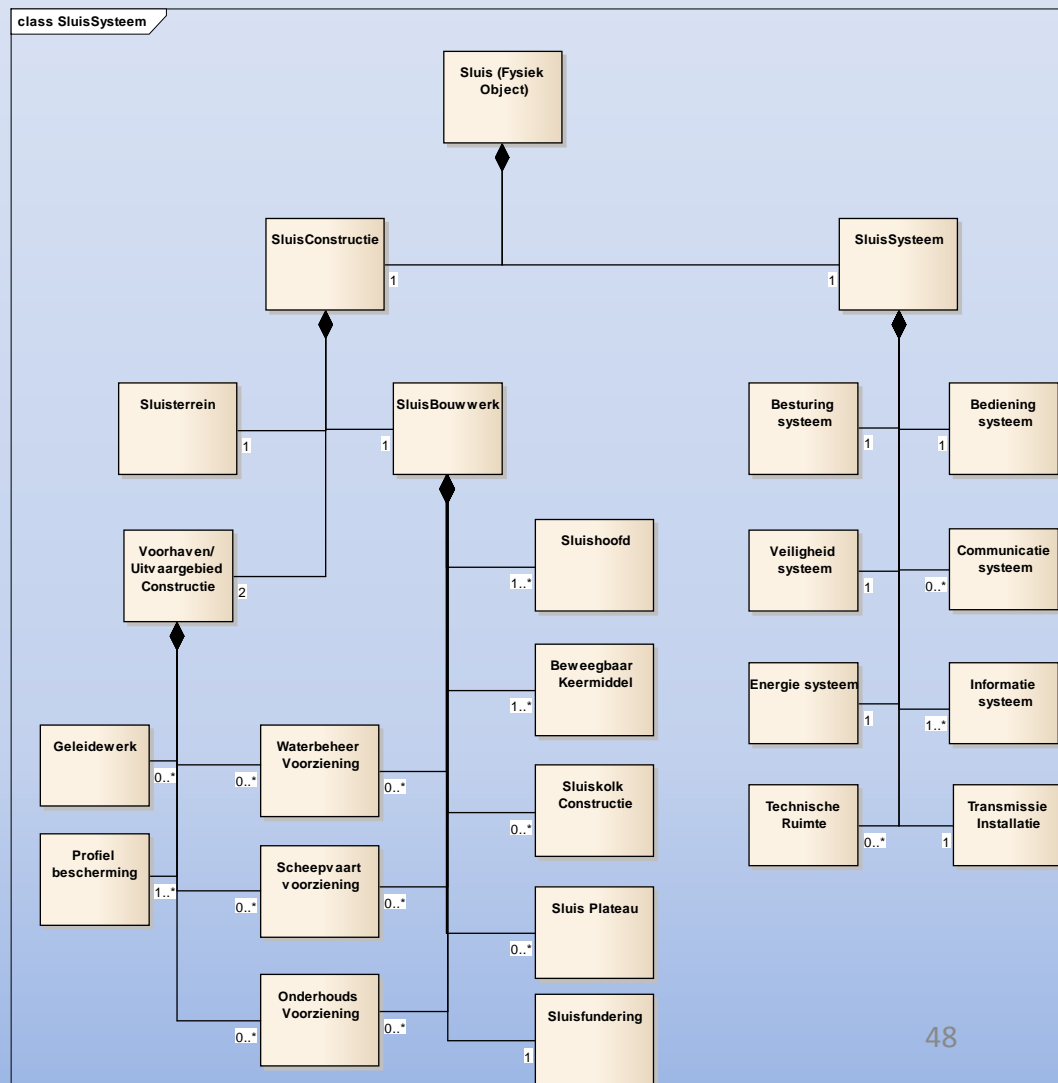 class SluisSysteem
Sluis (Fysiek
Object)
SluisConstructie
1
SluisSysteem
1
Sluisterrein
1
SluisBouwwerk
1
Besturing
systeem
1
Bediening
systeem
1
Voorhaven/
Uitvaargebied
Constructie
2
Sluishoofd
1..*
Veiligheid
systeem
1
Communicatie
systeem
0..*
Beweegbaar
Keermiddel
1..*
Energie systeem
1
Informatie
systeem
1..*
Geleidewerk
0..*
Waterbeheer
Voorziening
0..*
0..*
Sluiskolk
Constructie
0..*
Technische
Ruimte
0..*
Transmissie
Installatie
1
Profiel
bescherming
1..*
Scheepvaart
voorziening
0..*
0..*
Sluis Plateau
0..*
Onderhouds
Voorziening
0..*
0..*
Sluisfundering
1
48